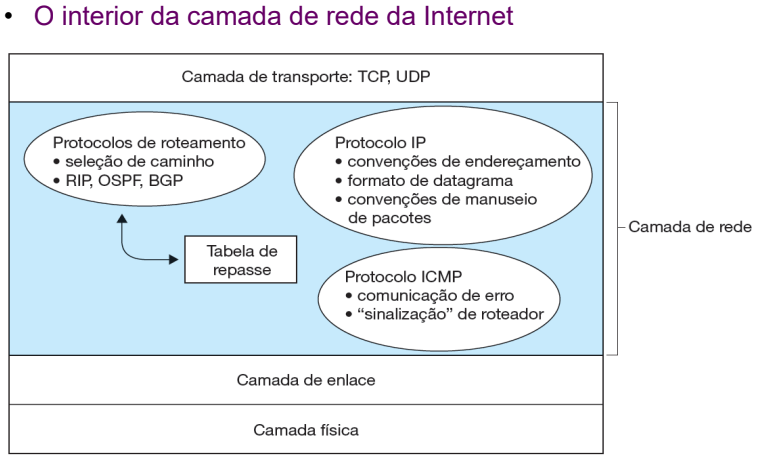 • O interior da camada de rede da Internet
Camada de transporte: TCP, UDP
Protocolos de roteamento
• seleção de caminho
• RIP, OSPF, BGP
Protocolo IP
• convenções de endereçamento
• formato de datagrama
• convenções de manuseio
de pacotes
Tabela de
repasse
Camada de rede
Protocolo ICMP
• comunicação de erro
• “sinalização” de roteador
Camada de enlace
Camada física